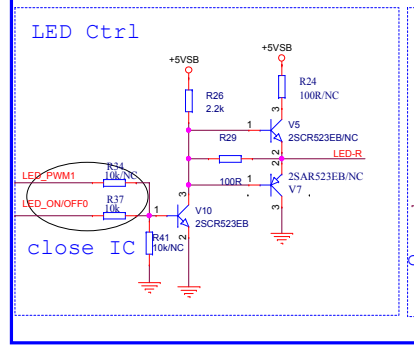 LED Ctrl
+5VSB
+5VSB
R24
100R/NC
R26
2.2k
3
V5
1
2SCR523EB/NC
R29
2
LED-R
R34
10k/NC
LED_PWM1
100R
1
2
2SAR523EB/NC
V7
3
R37
10k
LED_ON/OFF0
3
1
V10
2SCR523EB
2
R41
10k/NC
close IC